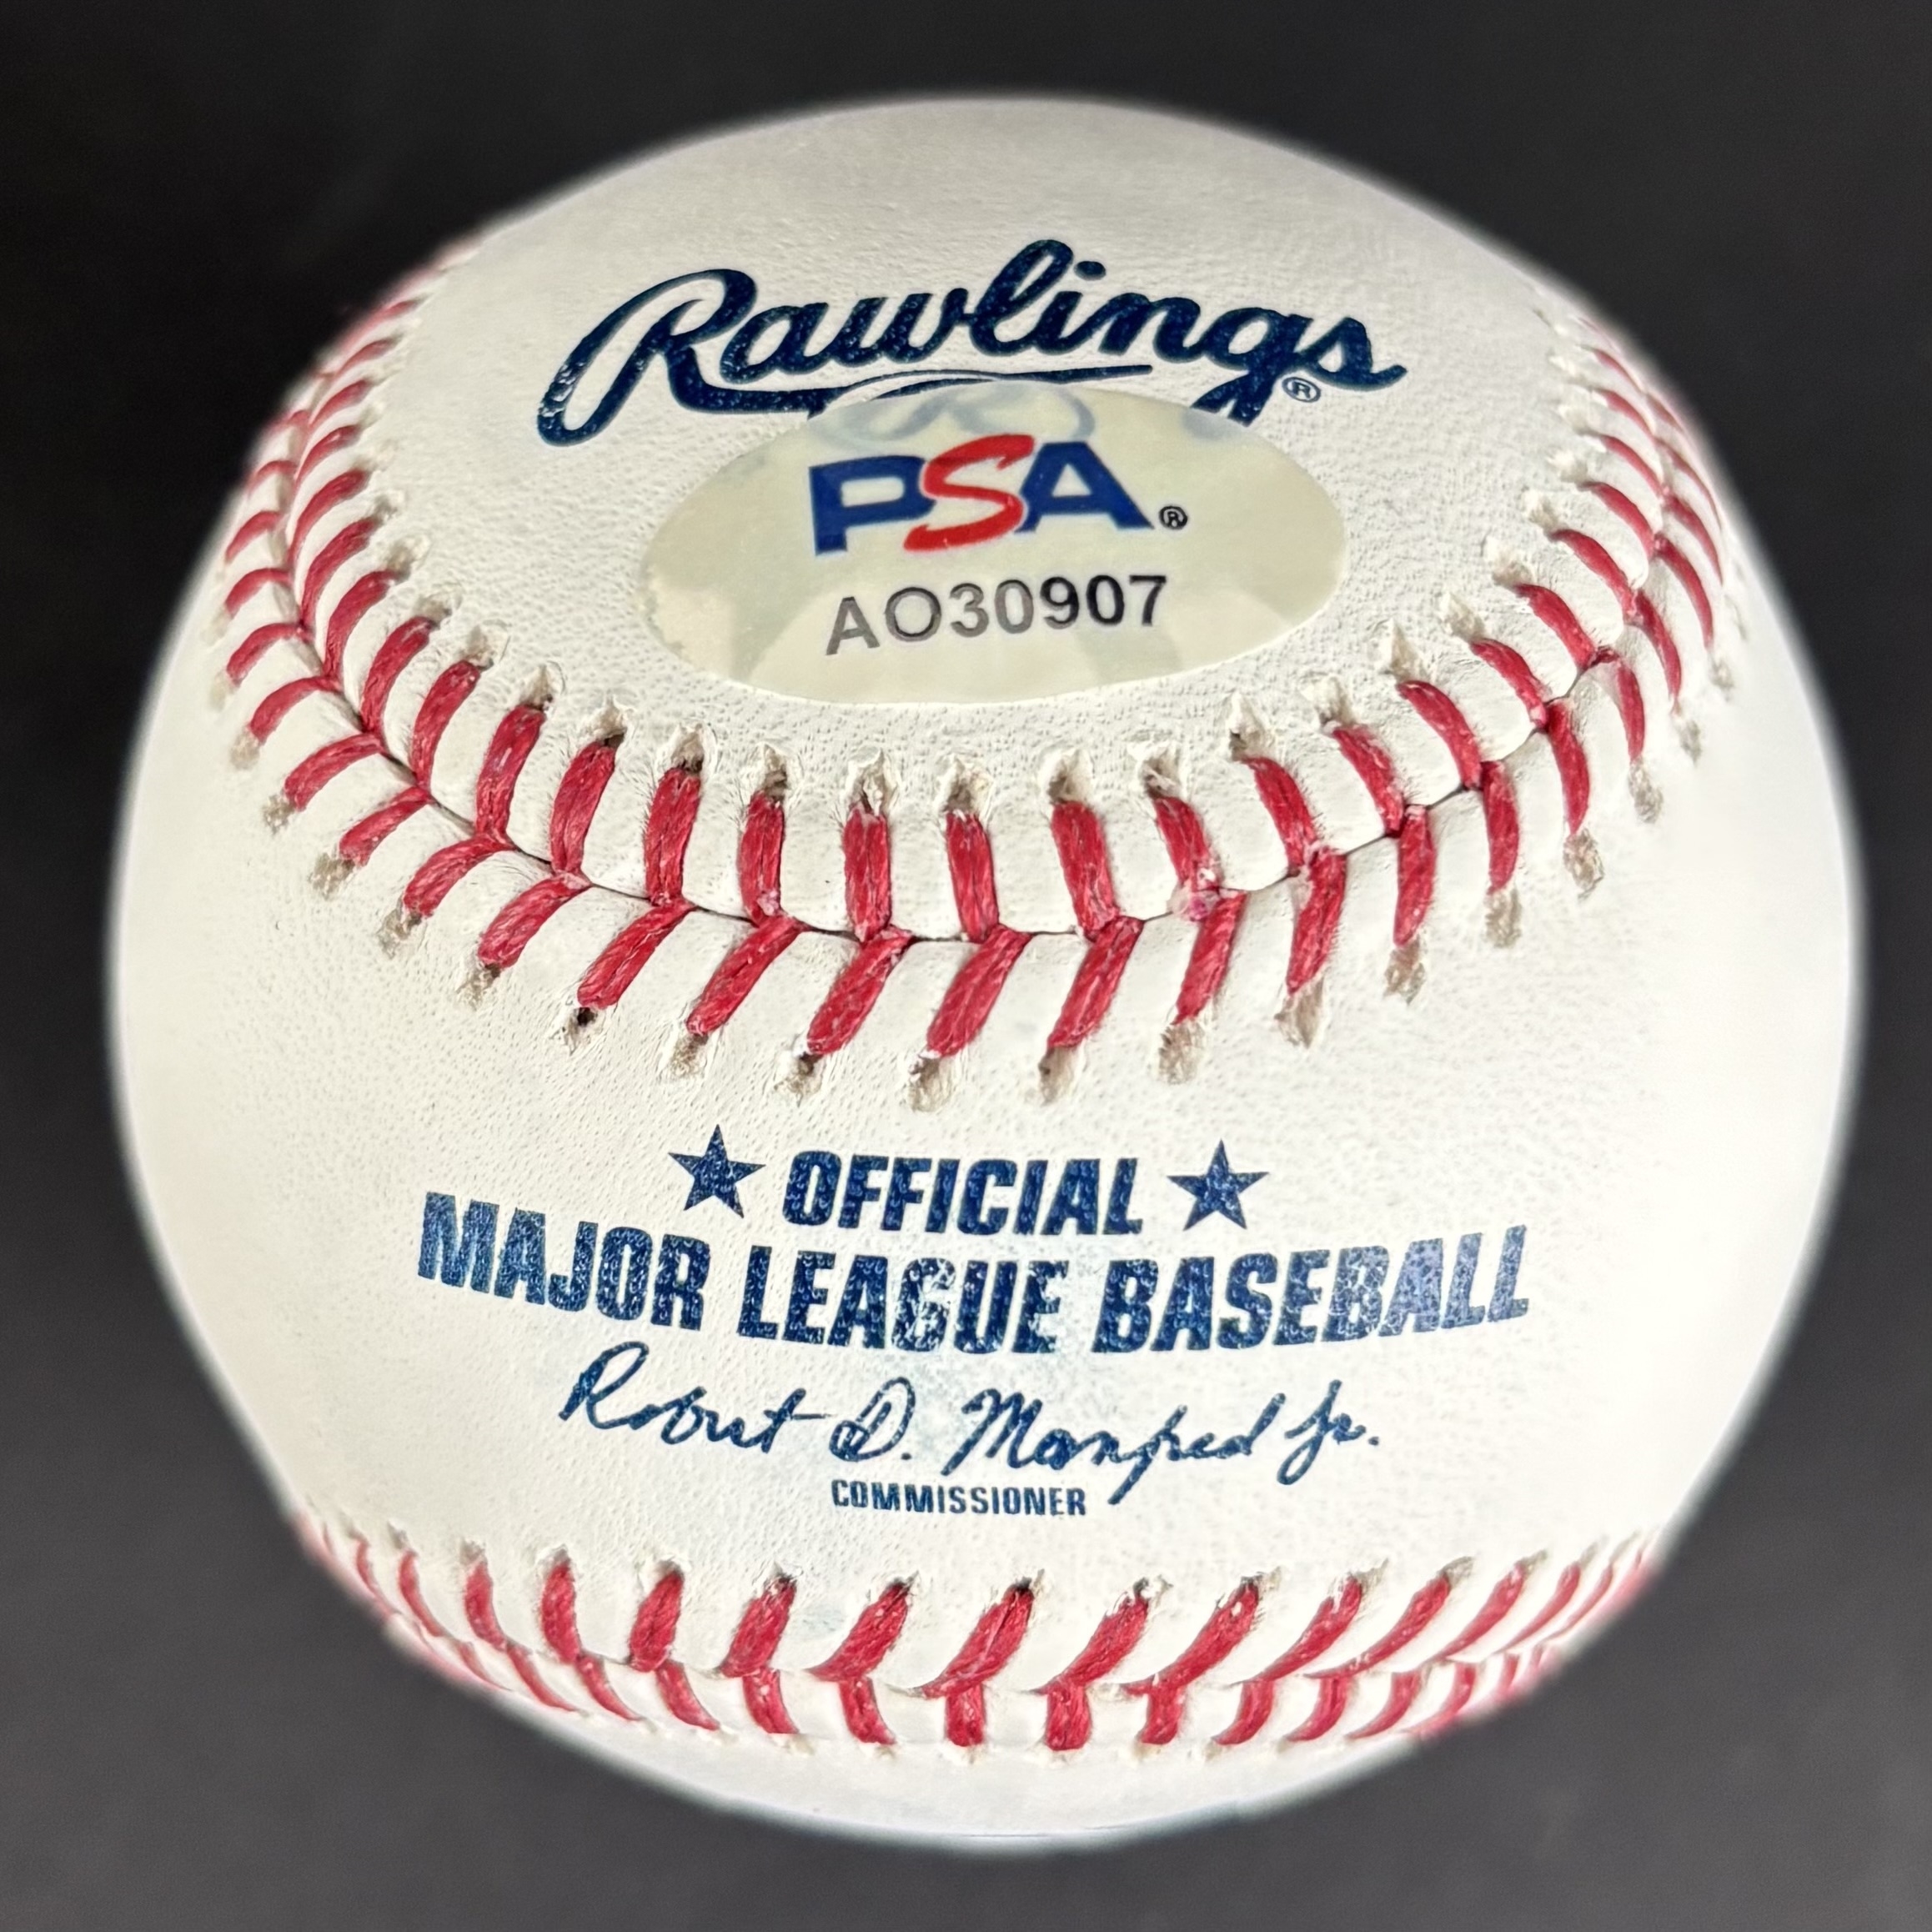 Rawlings®
PSA®
AO30907
★ OFFICIAL ★
MAJOR LEAGUE BASEBALL
Robert D. Manfred Jr.
COMMISSIONER